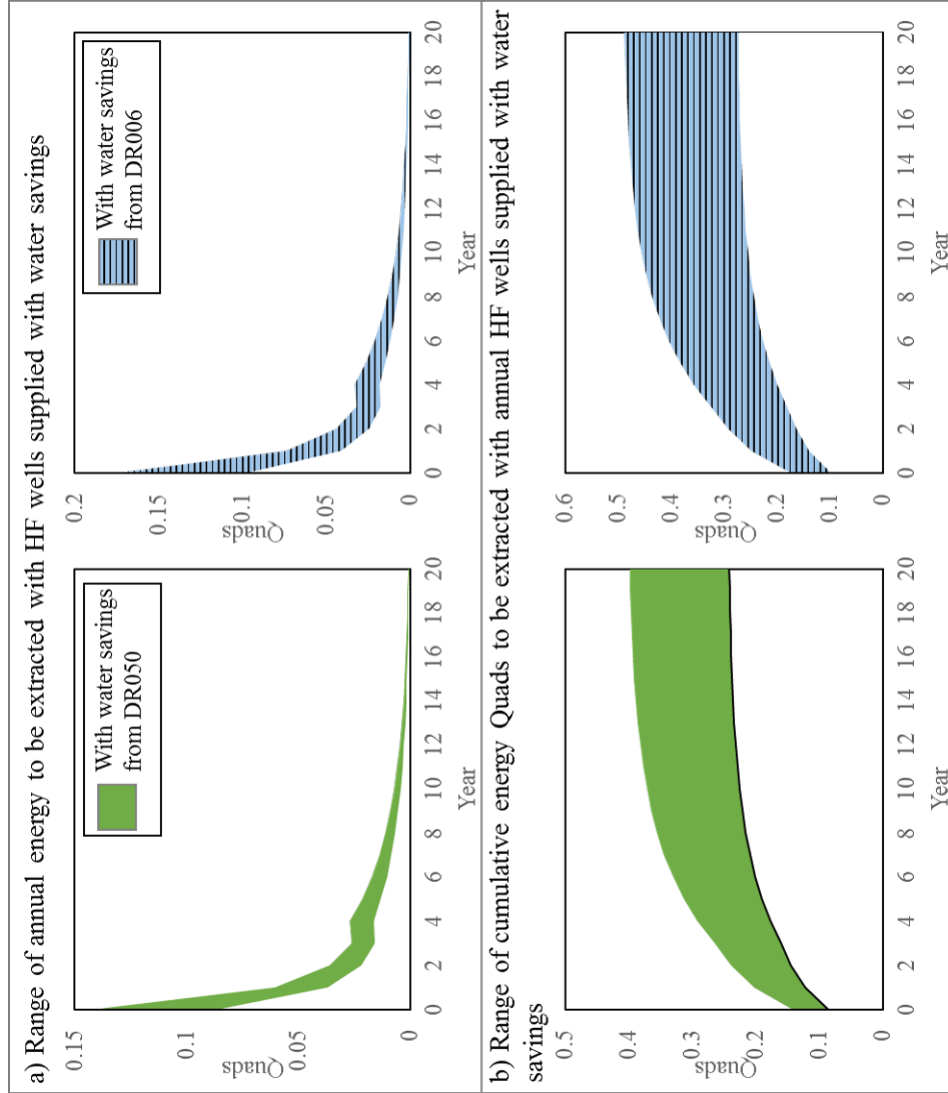 a) Range of annual energy to be extracted with HF wells supplied with water savings
0.15
0.1
0.05
0
Quads
0 2 4 6 8 10 12 14 16 18 20
Year
With water savings
from DR050
0.2
0.15
0.1
0.05
0
Quads
0 2 4 6 8 10 12 14 16 18 20
Year
With water savings
from DR006
b) Range of cumulative energy Quads to be extracted with annual HF wells supplied with water
savings
0.5
0.4
0.3
0.2
0.1
0
Quads
0 2 4 6 8 10 12 14 16 18 20
Year
0.6
0.5
0.4
0.3
0.2
0.1
0
Quads
0 2 4 6 8 10 12 14 16 18 20
Year